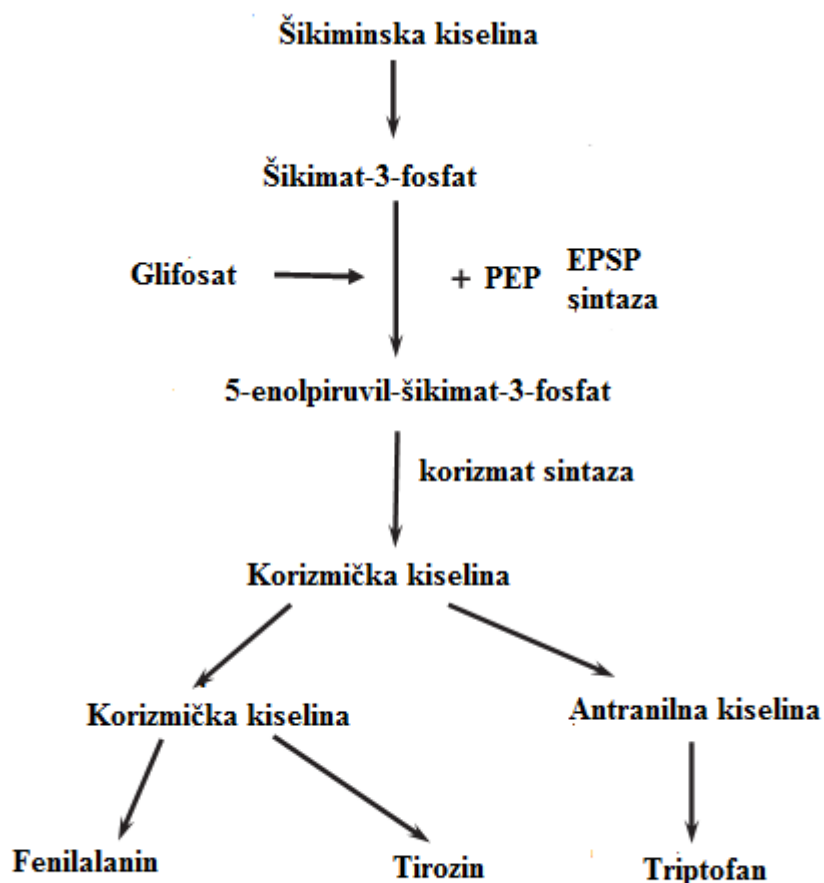 Šikiminska kiselina
Šikimat-3-fosfat
Glifosat
+ PEP
EPSP
sintaza
5-enolpiruvil-šikimat-3-fosfat
korizmat sintaza
Korizmička kiselina
Korizmička kiselina
Antranilna kiselina
Fenilalanin
Tirozin
Triptofan